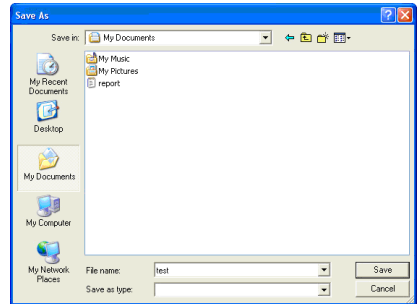 Save As
Save in:
My Documents
My Recent
Documents
Desktop
My Documents
My Computer
My Network
Places
My Music
My Pictures
report
File name:
test
Save
Save as type:
Cancel